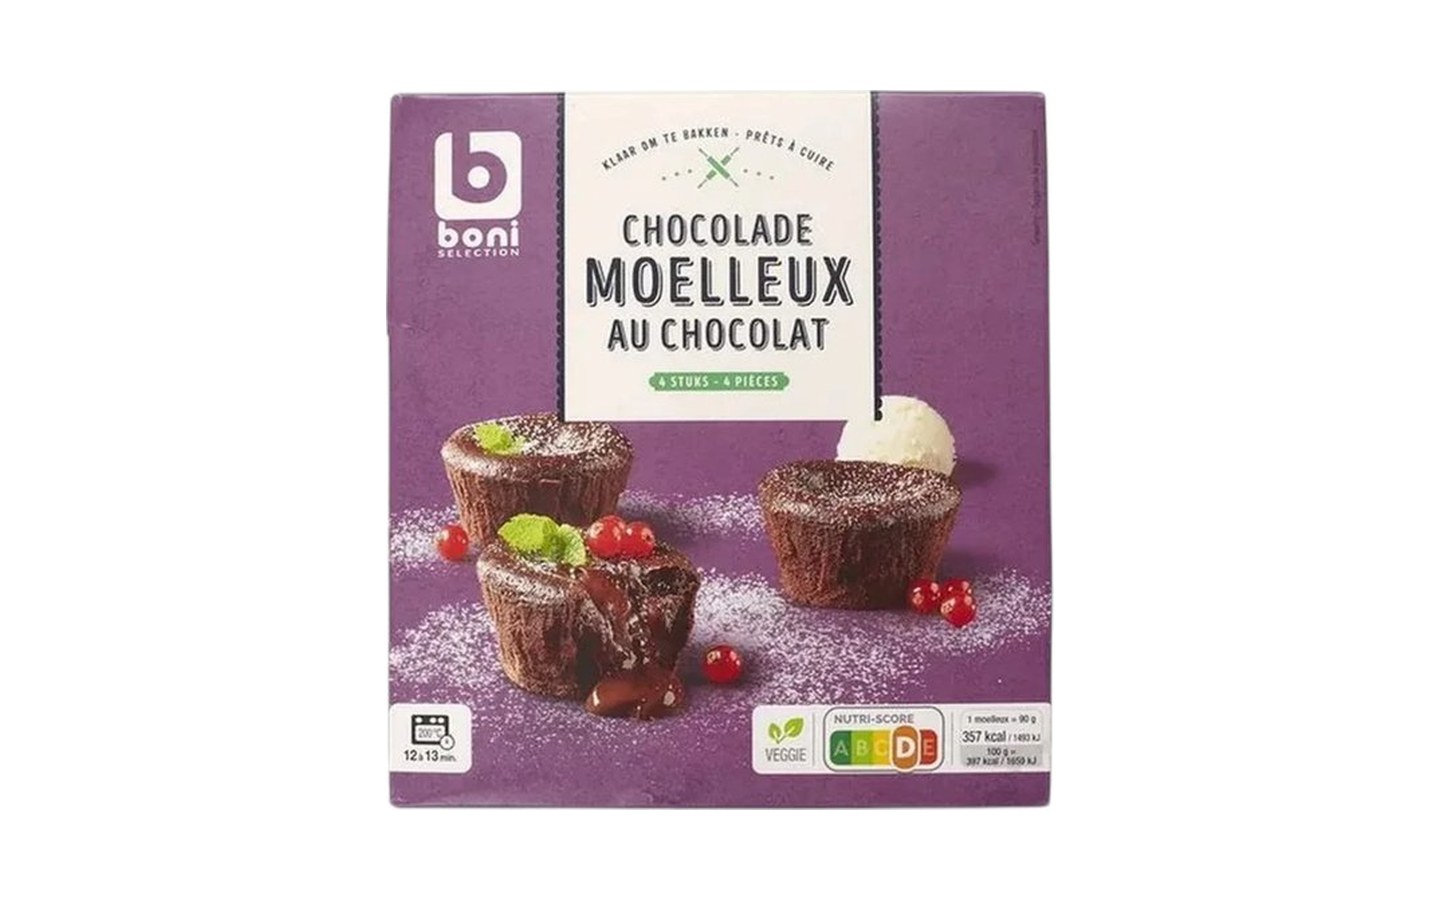 KLAAR OM TE BAKKEN - PRÊTS À CUIRE
b
boni
SELECTION
CHOCOLADE
MOELLEUX
AU CHOCOLAT
4 STUKS - 4 PIÈCES
200°C
12 à 13 min.
VEGGIE
NUTRI-SCORE
A B C D E
1 moelleux = 90 g
357 kcal / 1493 kJ
100 g =
397 kcal / 1659 kJ